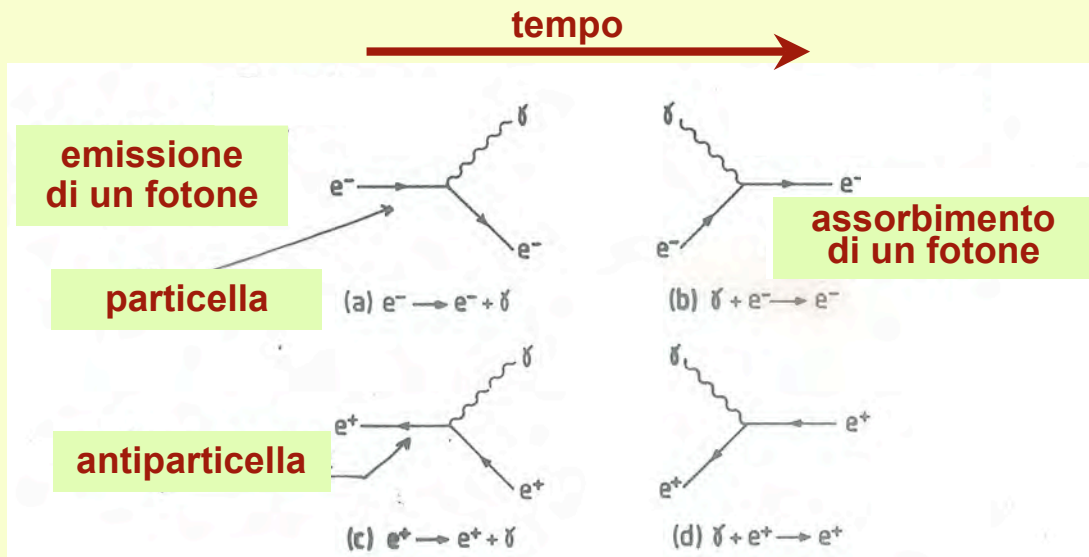 tempo
emissione
di un fotone
particella
e⁻
γ
e⁻
(a) e⁻ → e⁻ + γ
γ
e⁻
e⁻
assorbimento
di un fotone
(b) γ + e⁻ → e⁻
antiparticella
e⁺
γ
e⁺
(c) e⁺ → e⁺ + γ
γ
e⁺
e⁺
(d) γ + e⁺ → e⁺